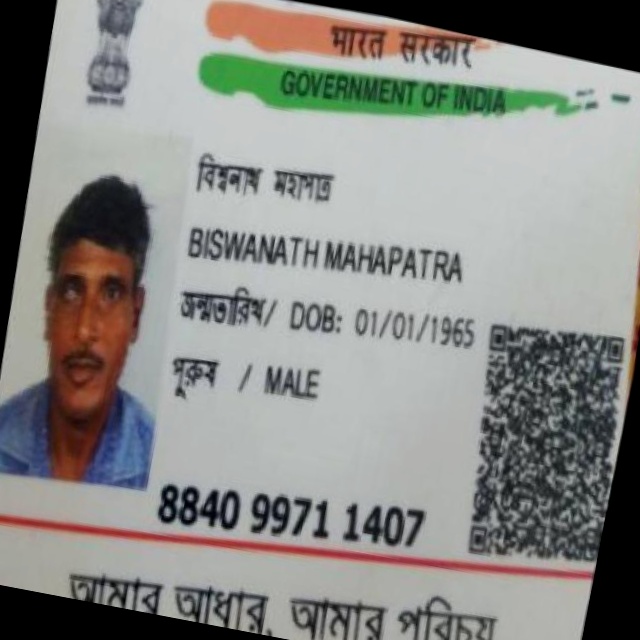 भारत सरकार
GOVERNMENT OF INDIA
বিশ্বনাথ মহাপাত্র
BISWANATH MAHAPATRA
জন্মতারিখ/ DOB: 01/01/1965
পুরুষ / MALE
8840 9971 1407
আমার আধার, আমার পরিচয়